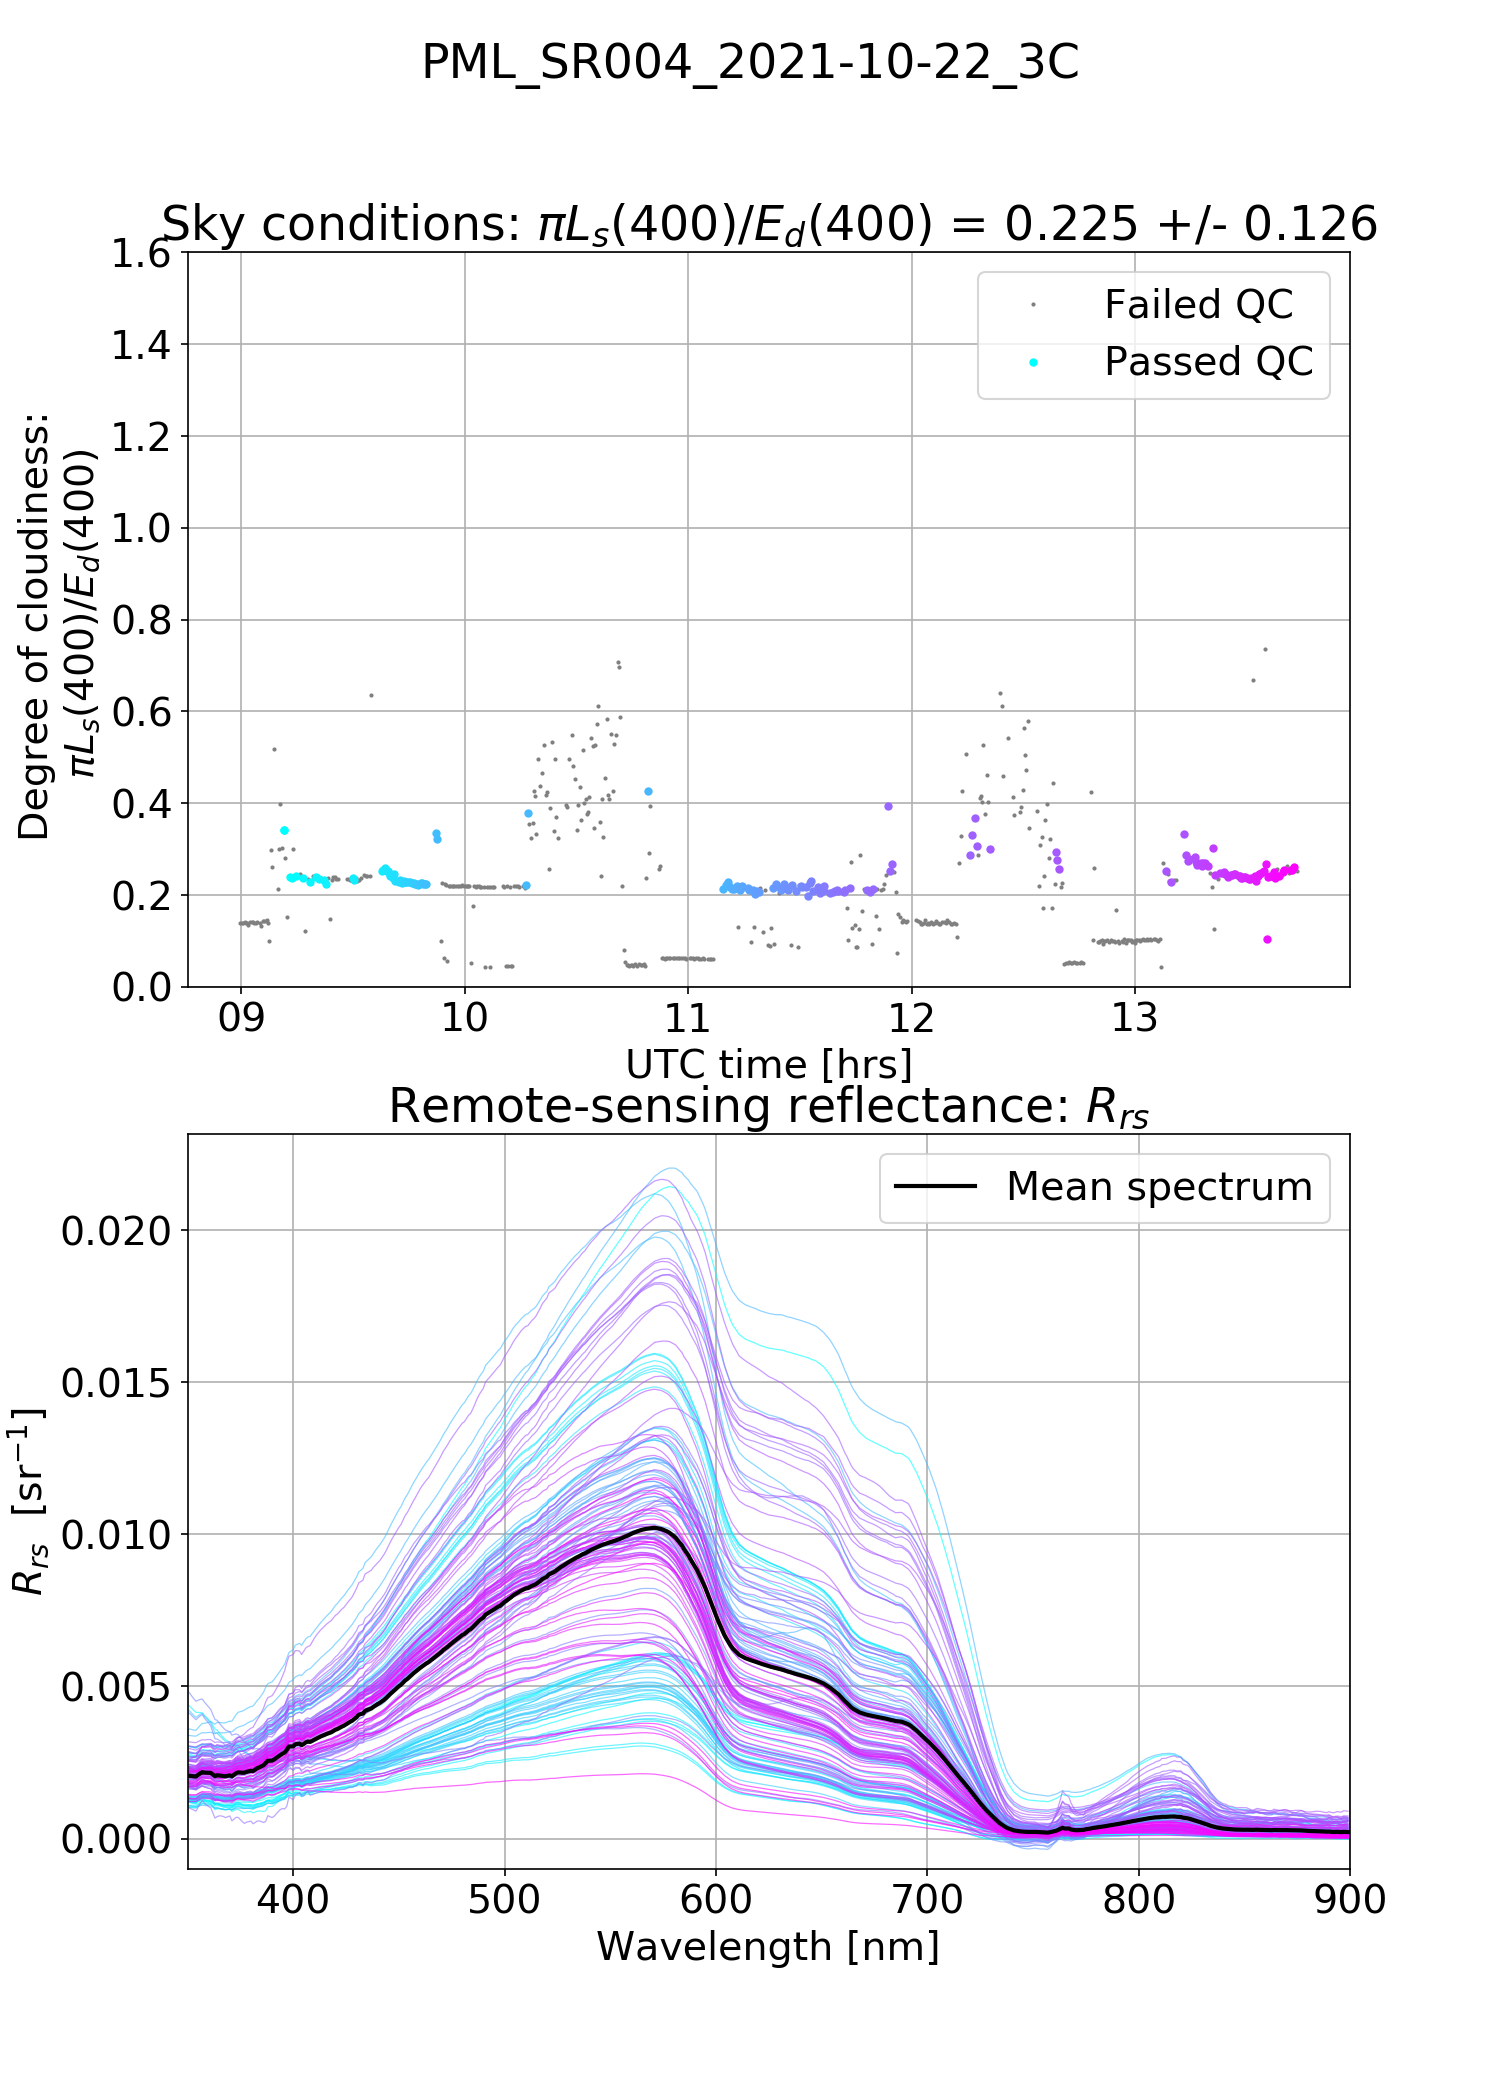 PML_SR004_2021-10-22_3C
Sky conditions: πLs(400)/Ed(400) = 0.225 +/- 0.126
Degree of cloudiness:
πLs(400)/Ed(400)
1.6
1.4
1.2
1.0
0.8
0.6
0.4
0.2
0.0
Failed QC
Passed QC
09 10 11 12 13
UTC time [hrs]
Remote-sensing reflectance: Rrs
Rrs [sr−1]
0.020
0.015
0.010
0.005
0.000
Mean spectrum
400 500 600 700 800 900
Wavelength [nm]